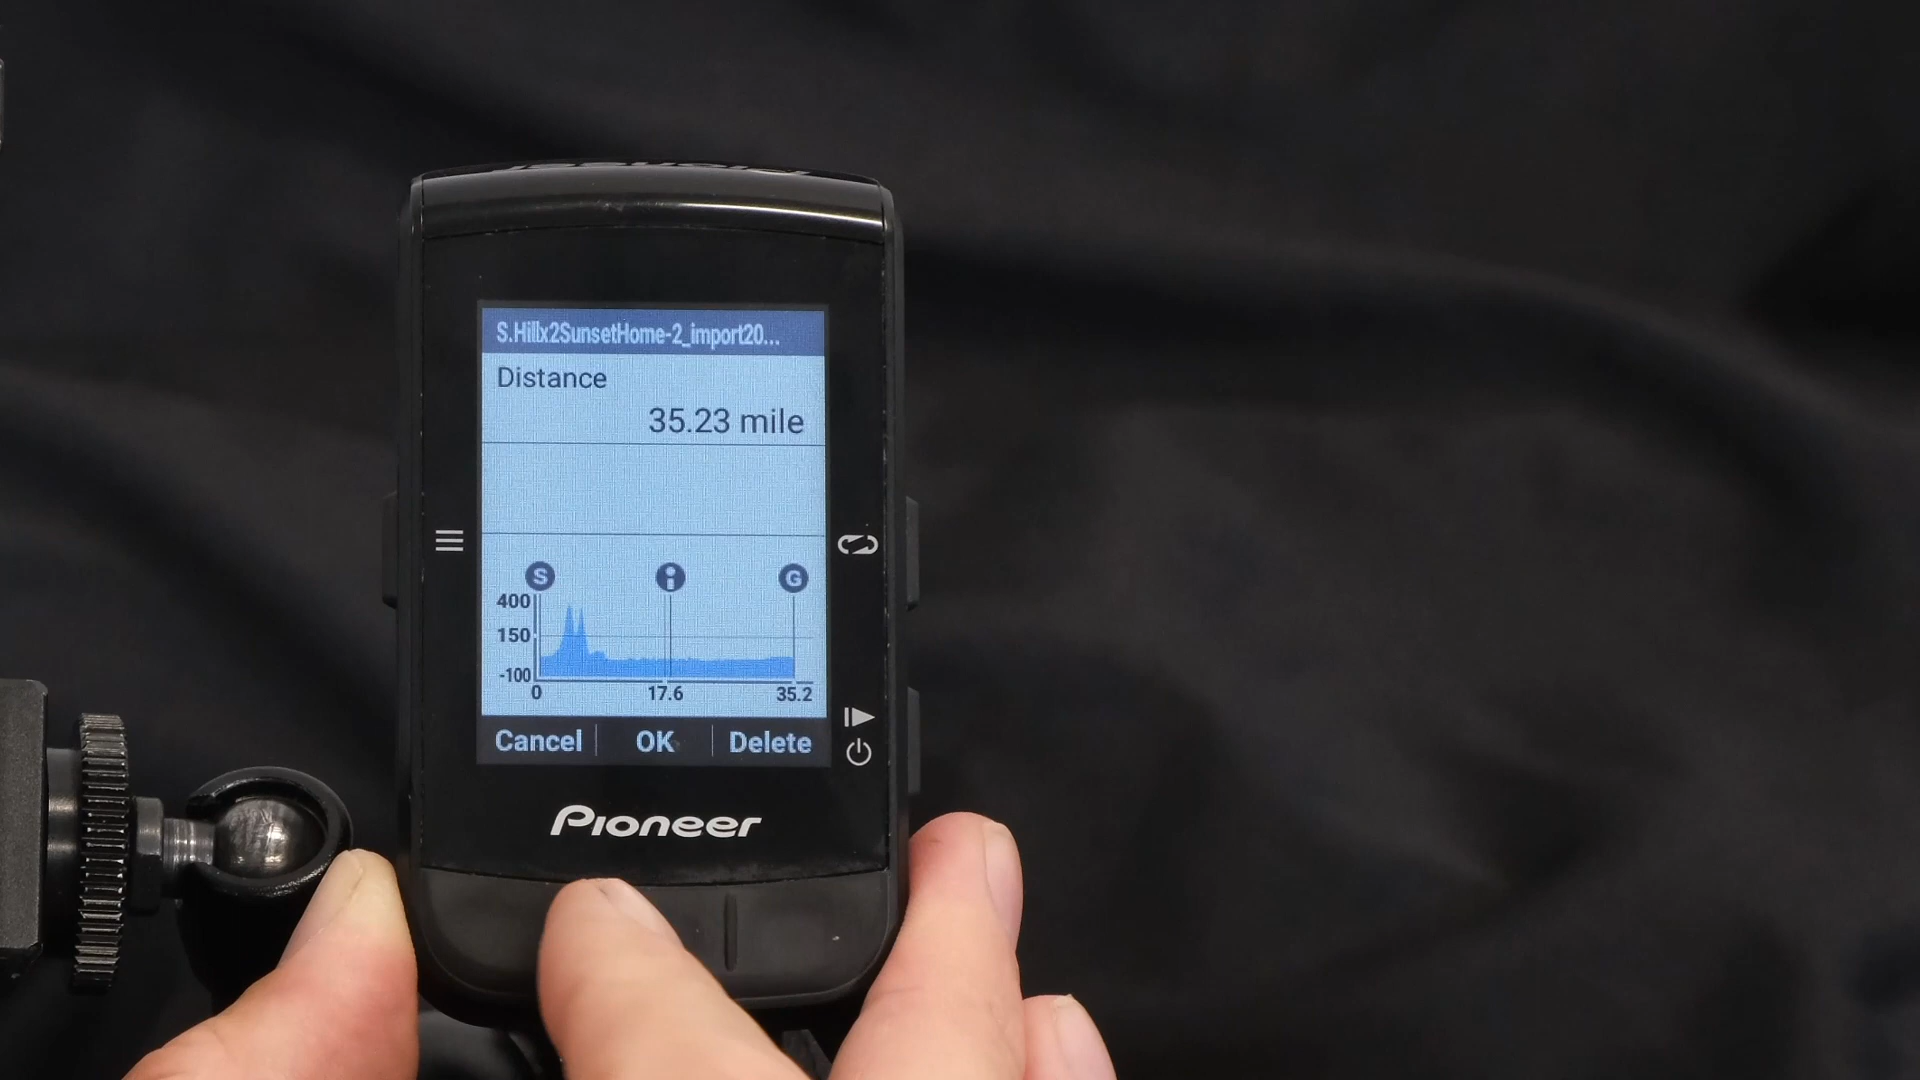 S.Hillx2SunsetHome-2_import20...
Distance
35.23 mile
S G
400
150
-100
0 17.6 35.2
Cancel OK Delete
Pioneer